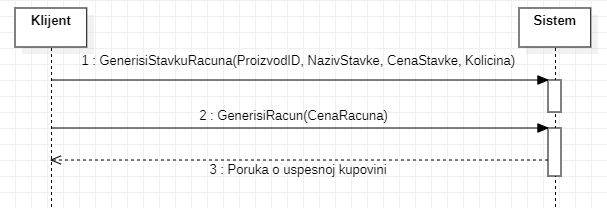 Klijent
Sistem
1 : GenerisiStavkuRacuna(ProizvodID, NazivStavke, CenaStavke, Kolicina)
2 : GenerisiRacun(CenaRacuna)
3 : Poruka o uspesnoj kupovini